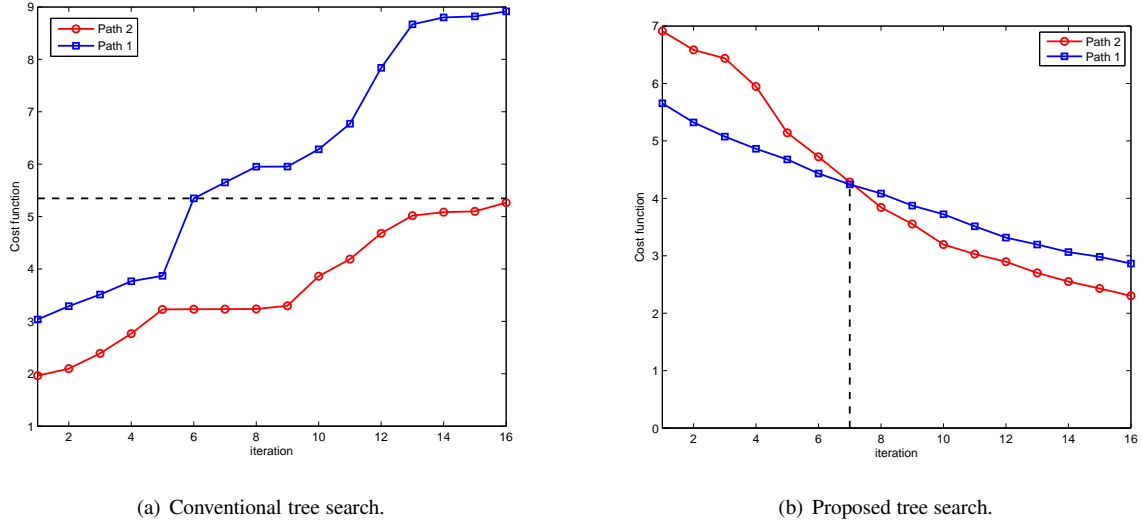 9
8
7
6
5
4
3
2
1
Cost function
Path 2
Path 1
2 4 6 8 10 12 14 16
iteration
(a) Conventional tree search.
7
6
5
4
3
2
1
0
Cost function
Path 2
Path 1
2 4 6 8 10 12 14 16
iteration
(b) Proposed tree search.